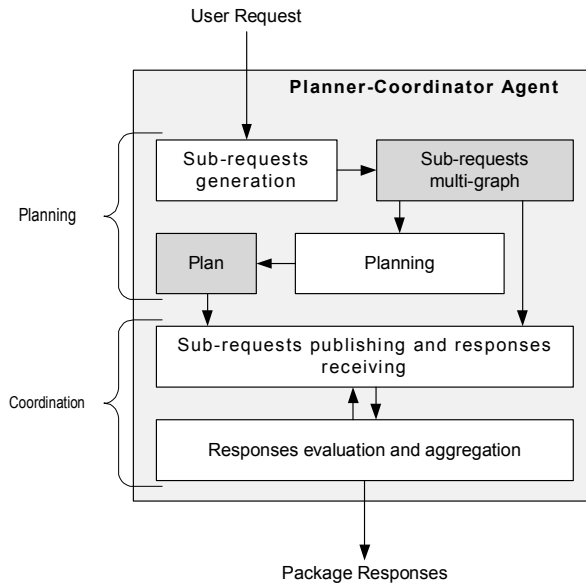 User Request
Planner-Coordinator Agent
Sub-requests
generation
Sub-requests
multi-graph
Planning
Plan
Planning
Sub-requests publishing and responses
receiving
Coordination
Responses evaluation and aggregation
Package Responses